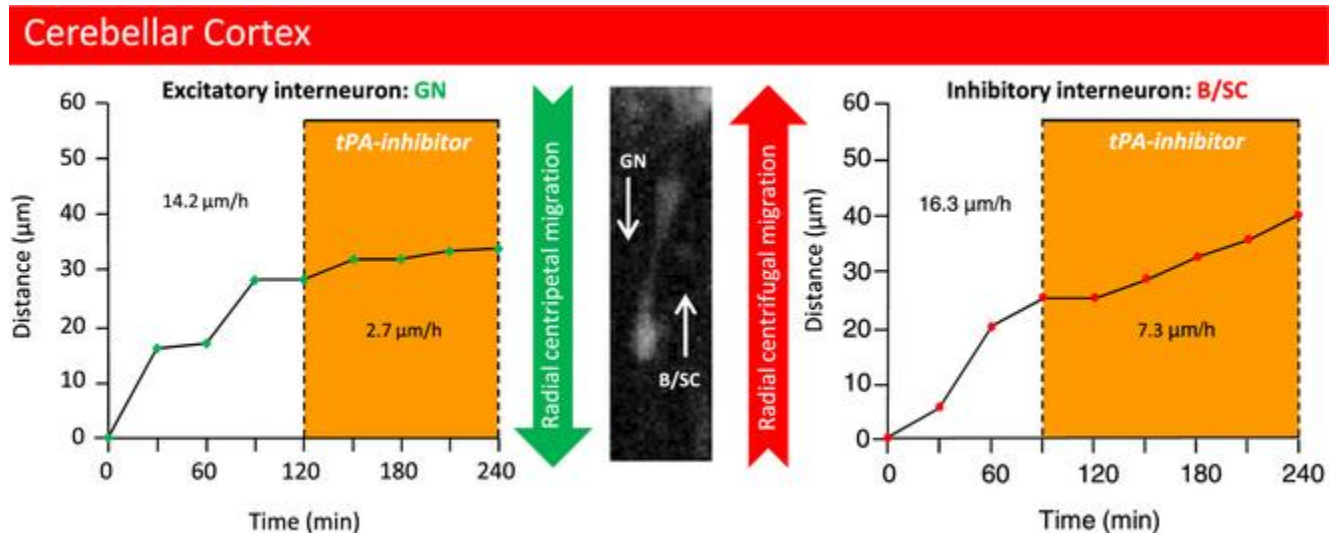 Cerebellar Cortex
Excitatory interneuron: GN
60
50
40
30
20
10
0
Distance (µm)
14.2 µm/h
tPA-inhibitor
2.7 µm/h
0
60
120
180
240
Time (min)
Radial centripetal migration
GN
B/SC
Radial centrifugal migration
Inhibitory interneuron: B/SC
60
50
40
30
20
10
0
Distance (µm)
16.3 µm/h
tPA-inhibitor
7.3 µm/h
0
60
120
180
240
Time (min)